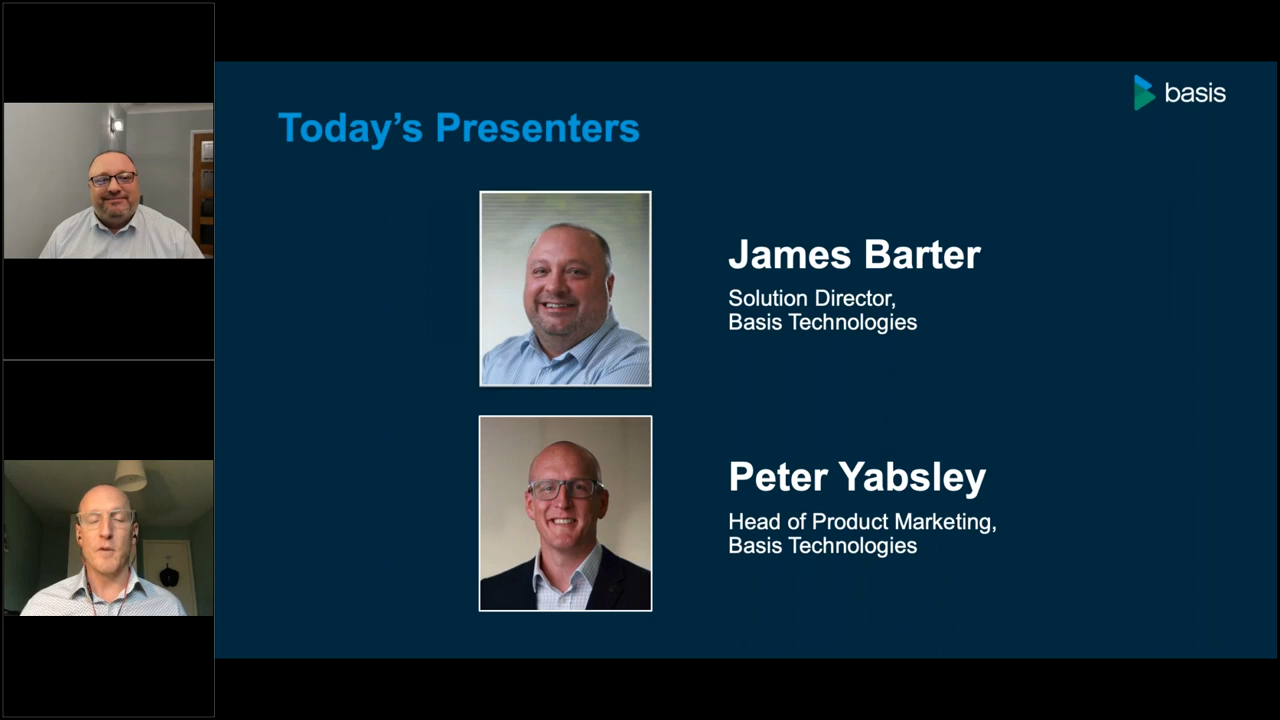 basis
Today's Presenters
James Barter
Solution Director,
Basis Technologies
Peter Yabsley
Head of Product Marketing,
Basis Technologies